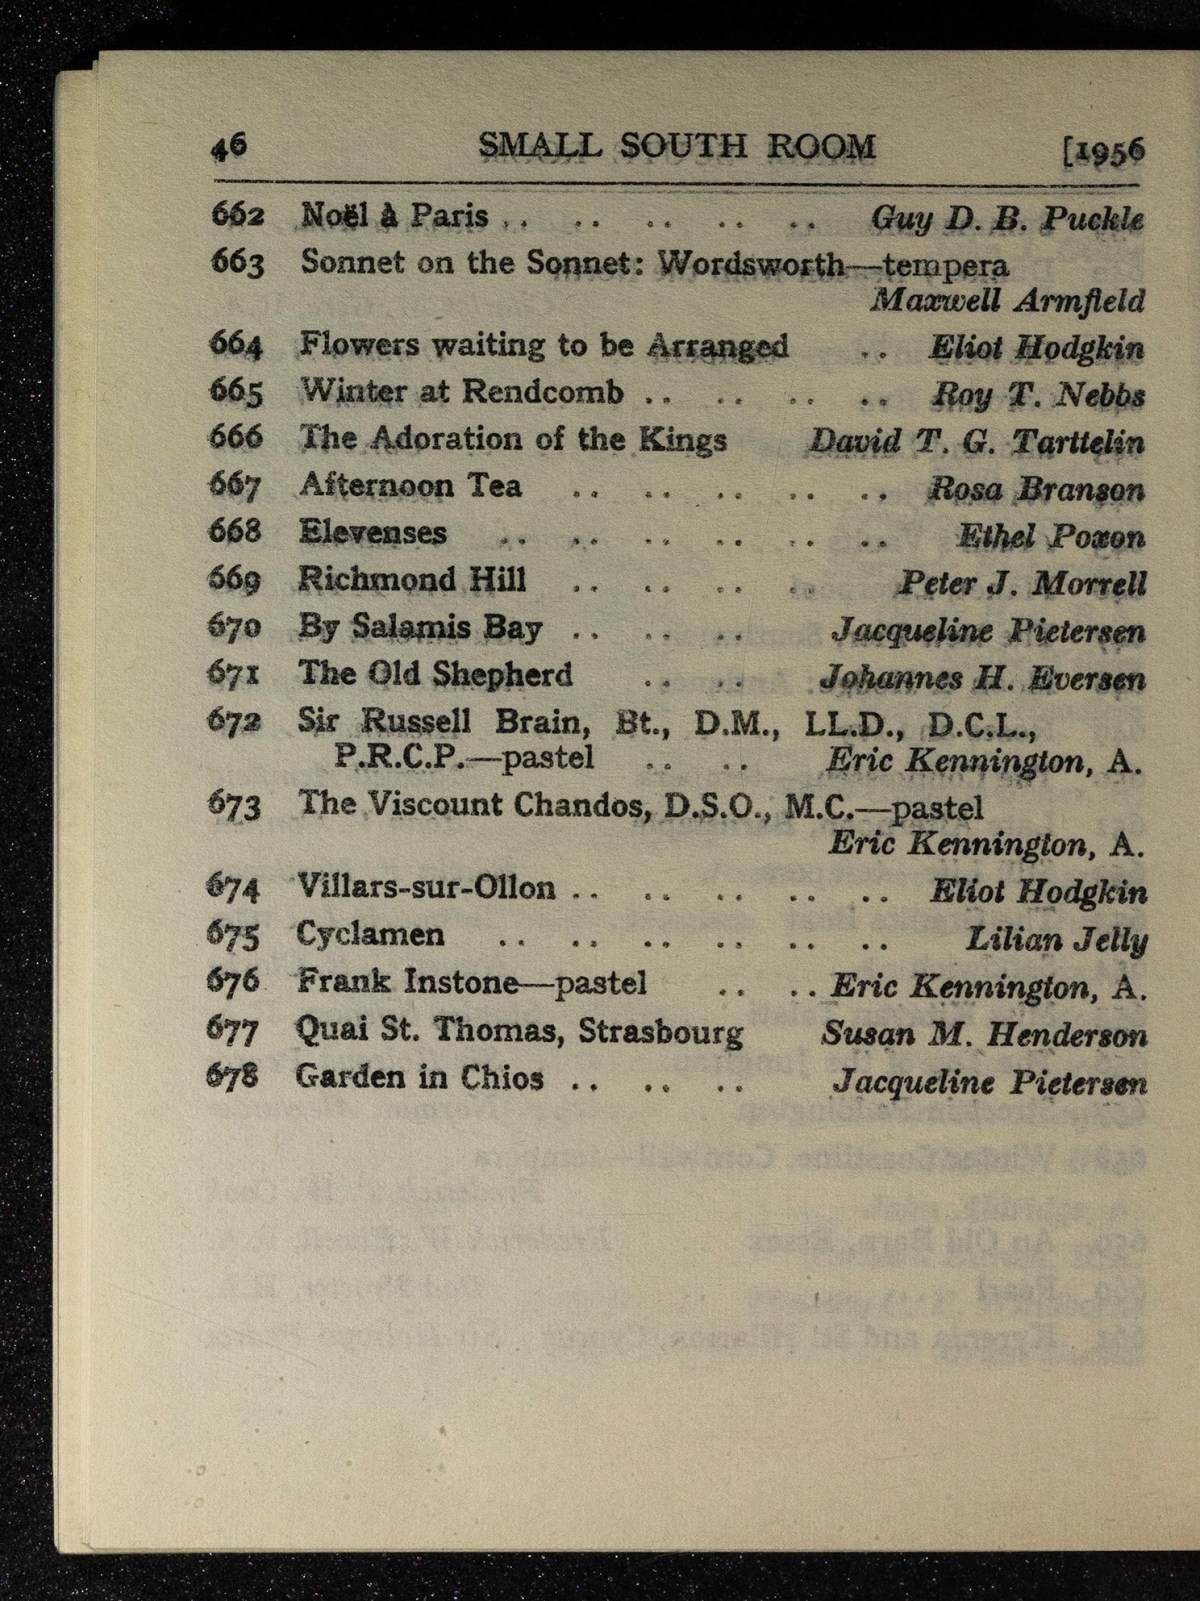 46 SMALL SOUTH ROOM [1956
662 Noël à Paris .. .. .. .. .. Guy D. B. Puckle
663 Sonnet on the Sonnet: Wordsworth—tempera
Maxwell Armfield
664 Flowers waiting to be Arranged .. Eliot Hodgkin
665 Winter at Rendcomb .. .. .. .. Roy T. Nebbs
666 The Adoration of the Kings David T. G. Tarttelin
667 Afternoon Tea .. .. .. .. .. Rosa Branson
668 Elevenses .. .. .. .. .. .. Ethel Poxon
669 Richmond Hill .. .. .. .. Peter J. Morrell
670 By Salamis Bay .. .. .. Jacqueline Pietersen
671 The Old Shepherd .. .. Johannes H. Eversen
672 Sir Russell Brain, Bt., D.M., LL.D., D.C.L.,
P.R.C.P.—pastel .. .. Eric Kennington, A.
673 The Viscount Chandos, D.S.O., M.C.—pastel
Eric Kennington, A.
674 Villars-sur-Ollon .. .. .. .. .. Eliot Hodgkin
675 Cyclamen .. .. .. .. .. .. Lilian Jelly
676 Frank Instone—pastel .. .. Eric Kennington, A.
677 Quai St. Thomas, Strasbourg Susan M. Henderson
678 Garden in Chios .. .. .. Jacqueline Pietersen